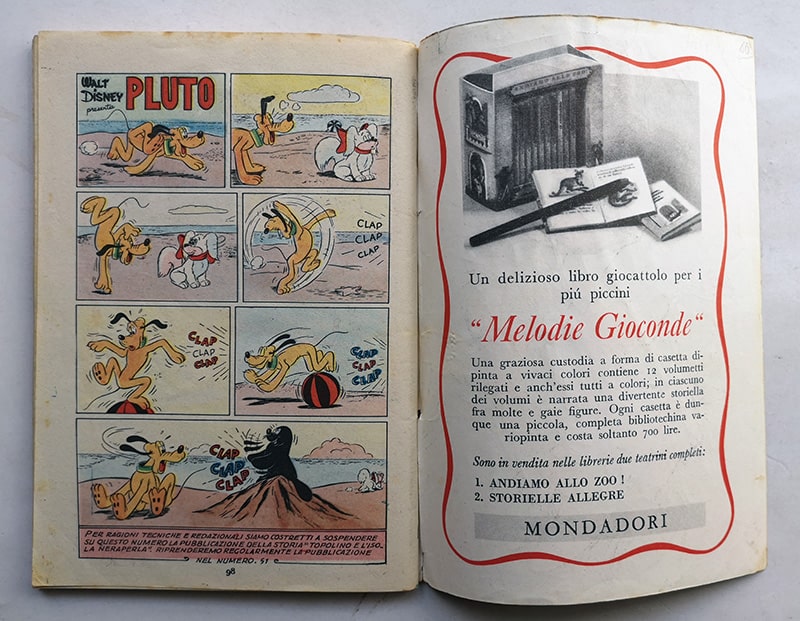 WALT
DISNEY
presenta
PLUTO
CLAP
CLAP
CLAP
CLAP
CLAP
CLAP
CLAP
CLAP
CLAP
CLAP
CLAP
CLAP
PER RAGIONI TECNICHE E REDAZIONALI SIAMO COSTRETTI A SOSPENDERE
SU QUESTO NUMERO LA PUBBLICAZIONE DELLA STORIA "TOPOLINO E L'ISO_
LA NERAPERLA". RIPRENDEREMO REGOLARMENTE LA PUBBLICAZIONE
NEL NUMERO. 51
98
ANDIAMO ALLO ZOO
Un delizioso libro giocattolo per i
piú piccini
"Melodie Gioconde"
Una graziosa custodia a forma di casetta di-
pinta a vivaci colori contiene 12 volumetti
rilegati e anch'essi tutti a colori; in ciascuno
dei volumi è narrata una divertente storiella
fra molte e gaie figure. Ogni casetta è dun-
que una piccola, completa bibliotechina va-
riopinta e costa soltanto 700 lire.
Sono in vendita nelle librerie due teatrini completi:
1. ANDIAMO ALLO ZOO !
2. STORIELLE ALLEGRE
MONDADORI